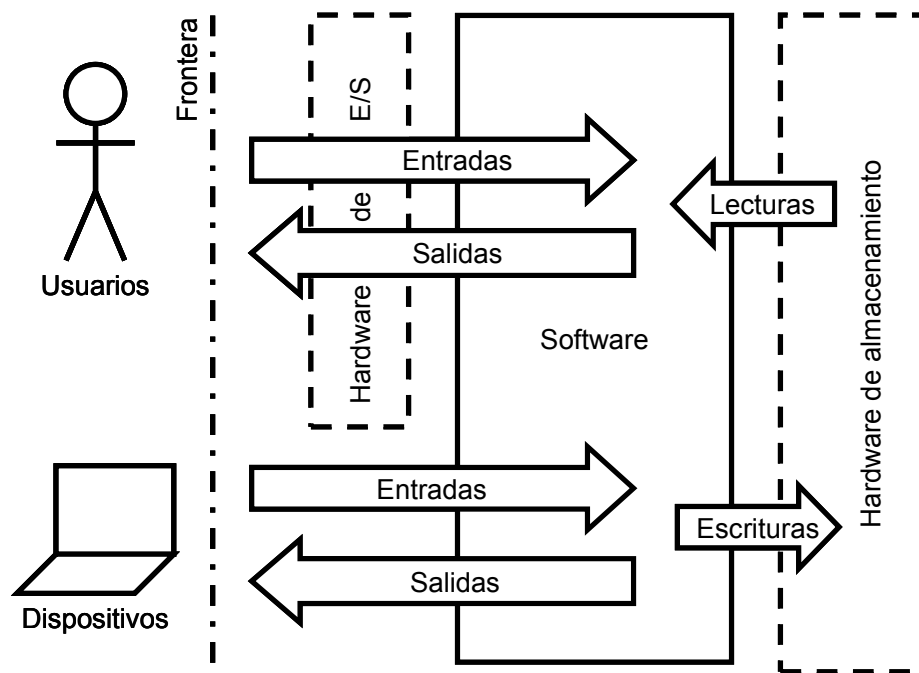 Frontera
Hardware de E/S
Entradas
Salidas
Usuarios
Lecturas
Software
Hardware de almacenamiento
Entradas
Salidas
Escrituras
Dispositivos